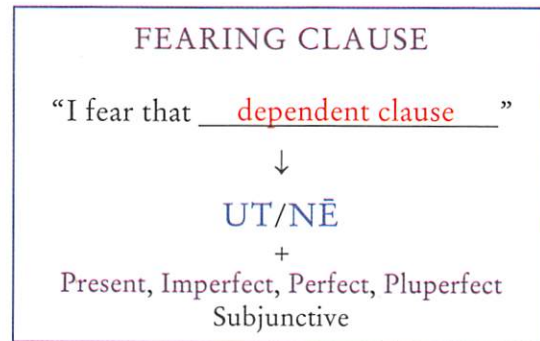 FEARING CLAUSE
“I fear that dependent clause”
↓
UT/NĒ
+
Present, Imperfect, Perfect, Pluperfect
Subjunctive